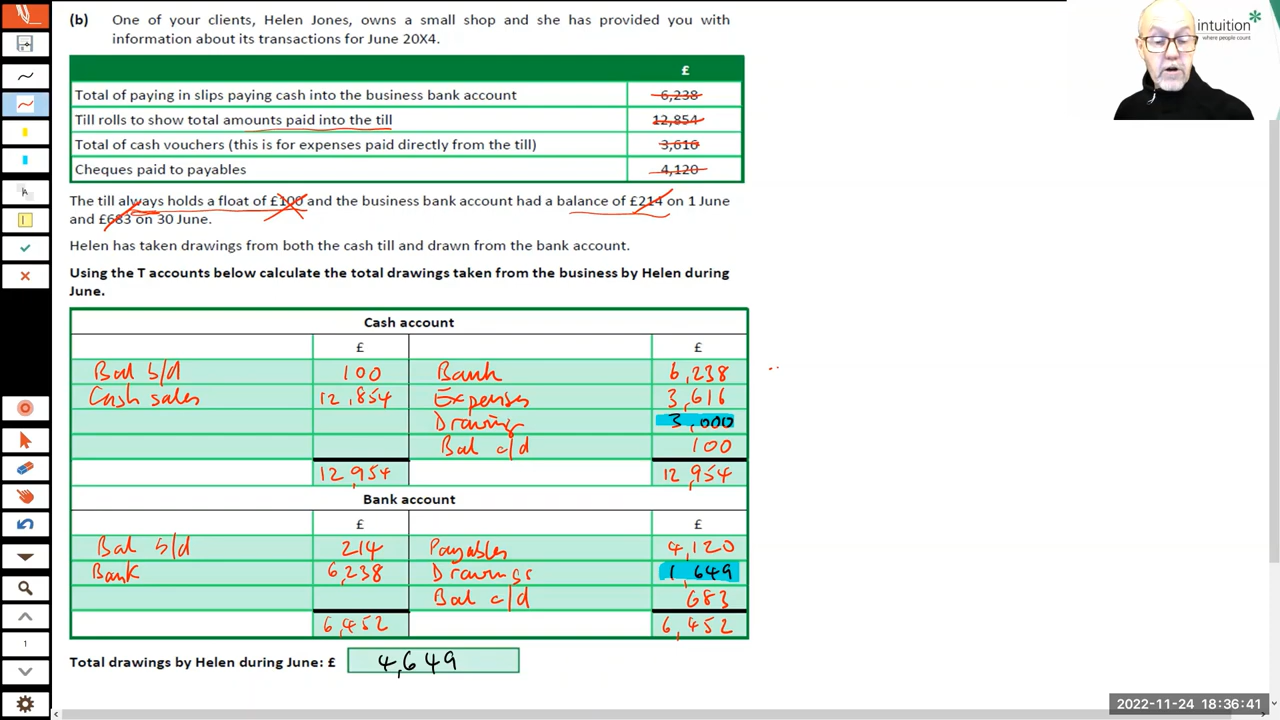 (b) One of your clients, Helen Jones, owns a small shop and she has provided you with
information about its transactions for June 20X4.
intuition
where people count
£
Total of paying in slips paying cash into the business bank account 6,238
Till rolls to show total amounts paid into the till 12,854
Total of cash vouchers (this is for expenses paid directly from the till) 3,616
Cheques paid to payables 4,120
The till always holds a float of £100 and the business bank account had a balance of £214 on 1 June
and £683 on 30 June.
Helen has taken drawings from both the cash till and drawn from the bank account.
Using the T accounts below calculate the total drawings taken from the business by Helen during
June.
Cash account
£ £
Bal b/d 100 Bank 6,238
Cash sales 12,854 Expenses 3,616
Drawings 3,000
Bal c/d 100
12,954 12,954
Bank account
£ £
Bal b/d 214 Payables 4,120
Bank 6,238 Drawings 1,649
Bal c/d 683
6,452 6,452
Total drawings by Helen during June: £ 4,649
1
2022-11-24 18:36:41